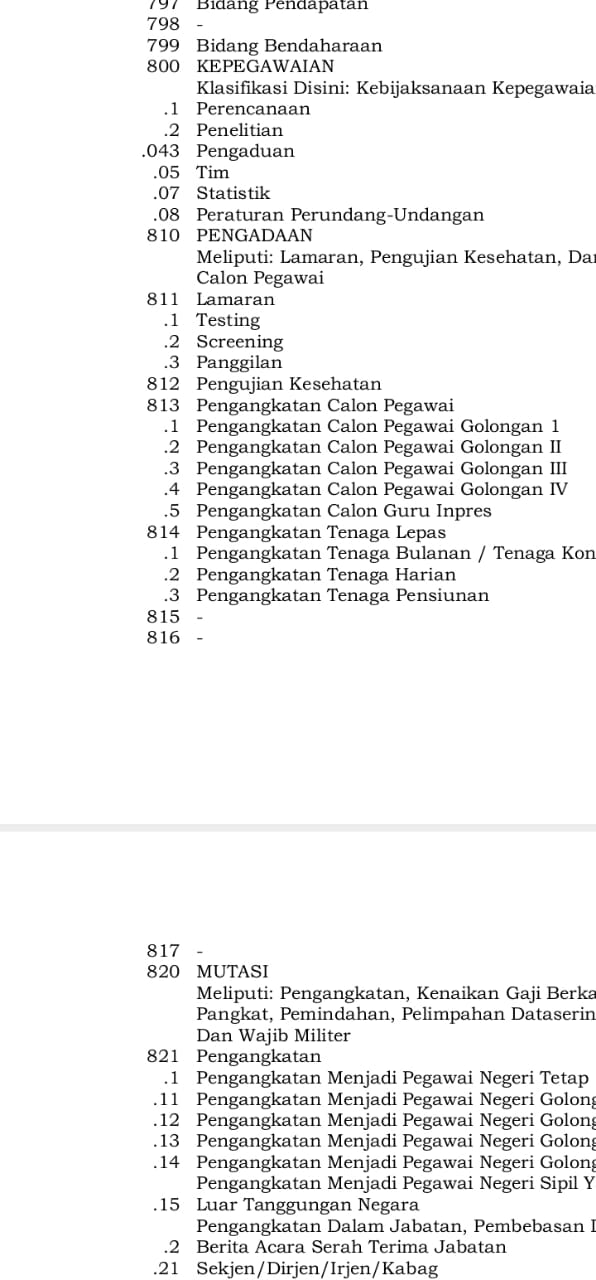 797 Bidang Pendapatan
798 -
799 Bidang Bendaharaan
800 KEPEGAWAIAN
Klasifikasi Disini: Kebijaksanaan Kepegawaia
.1 Perencanaan
.2 Penelitian
.043 Pengaduan
.05 Tim
.07 Statistik
.08 Peraturan Perundang-Undangan
810 PENGADAAN
Meliputi: Lamaran, Pengujian Kesehatan, Dan
Calon Pegawai
811 Lamaran
.1 Testing
.2 Screening
.3 Panggilan
812 Pengujian Kesehatan
813 Pengangkatan Calon Pegawai
.1 Pengangkatan Calon Pegawai Golongan 1
.2 Pengangkatan Calon Pegawai Golongan II
.3 Pengangkatan Calon Pegawai Golongan III
.4 Pengangkatan Calon Pegawai Golongan IV
.5 Pengangkatan Calon Guru Inpres
814 Pengangkatan Tenaga Lepas
.1 Pengangkatan Tenaga Bulanan / Tenaga Kon
.2 Pengangkatan Tenaga Harian
.3 Pengangkatan Tenaga Pensiunan
815 -
816 -
817 -
820 MUTASI
Meliputi: Pengangkatan, Kenaikan Gaji Berka
Pangkat, Pemindahan, Pelimpahan Dataserin
Dan Wajib Militer
821 Pengangkatan
.1 Pengangkatan Menjadi Pegawai Negeri Tetap
.11 Pengangkatan Menjadi Pegawai Negeri Golong
.12 Pengangkatan Menjadi Pegawai Negeri Golong
.13 Pengangkatan Menjadi Pegawai Negeri Golong
.14 Pengangkatan Menjadi Pegawai Negeri Golong
Pengangkatan Menjadi Pegawai Negeri Sipil Y
.15 Luar Tanggungan Negara
Pengangkatan Dalam Jabatan, Pembebasan
.2 Berita Acara Serah Terima Jabatan
.21 Sekjen/Dirjen/Irjen/Kabag